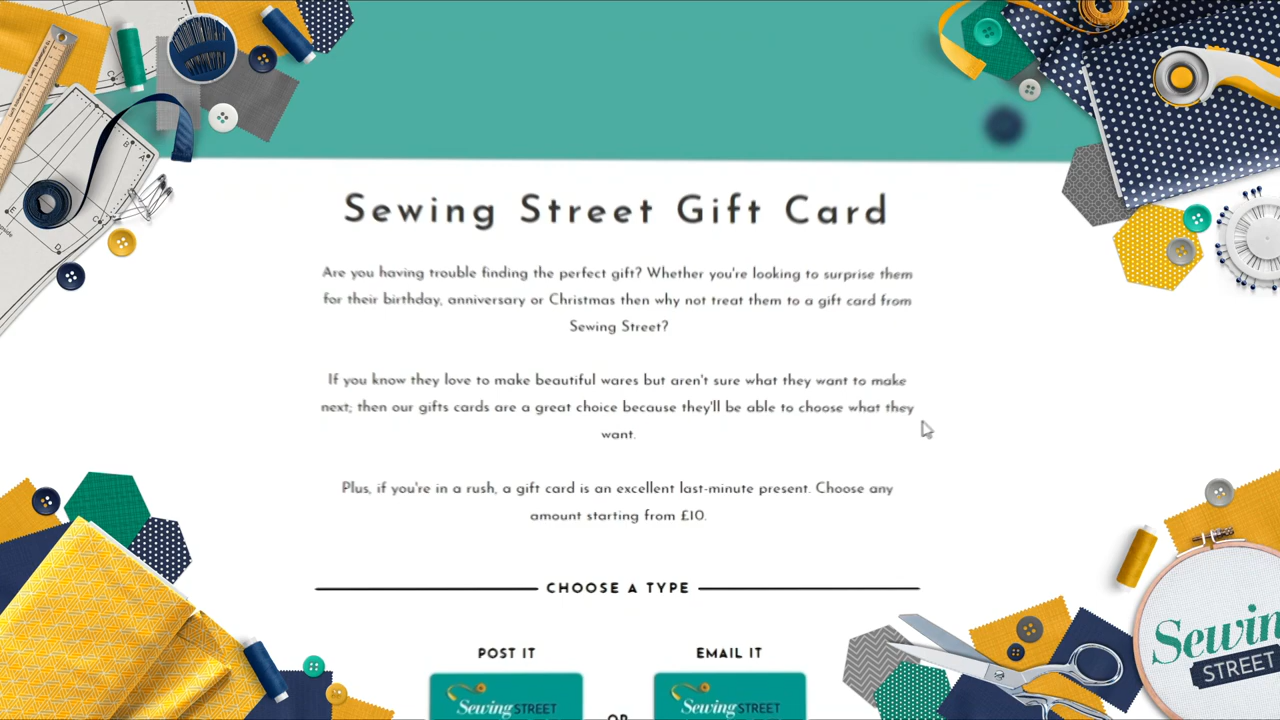 Sewing Street Gift Card
Are you having trouble finding the perfect gift? Whether you're looking to surprise them
for their birthday, anniversary or Christmas then why not treat them to a gift card from
Sewing Street?
If you know they love to make beautiful wares but aren't sure what they want to make
next; then our gifts cards are a great choice because they'll be able to choose what they
want.
Plus, if you're in a rush, a gift card is an excellent last-minute present. Choose any
amount starting from £10.
CHOOSE A TYPE
POST IT
EMAIL IT
Sewing STREET
OR
Sewing STREET
Sewin
STREET